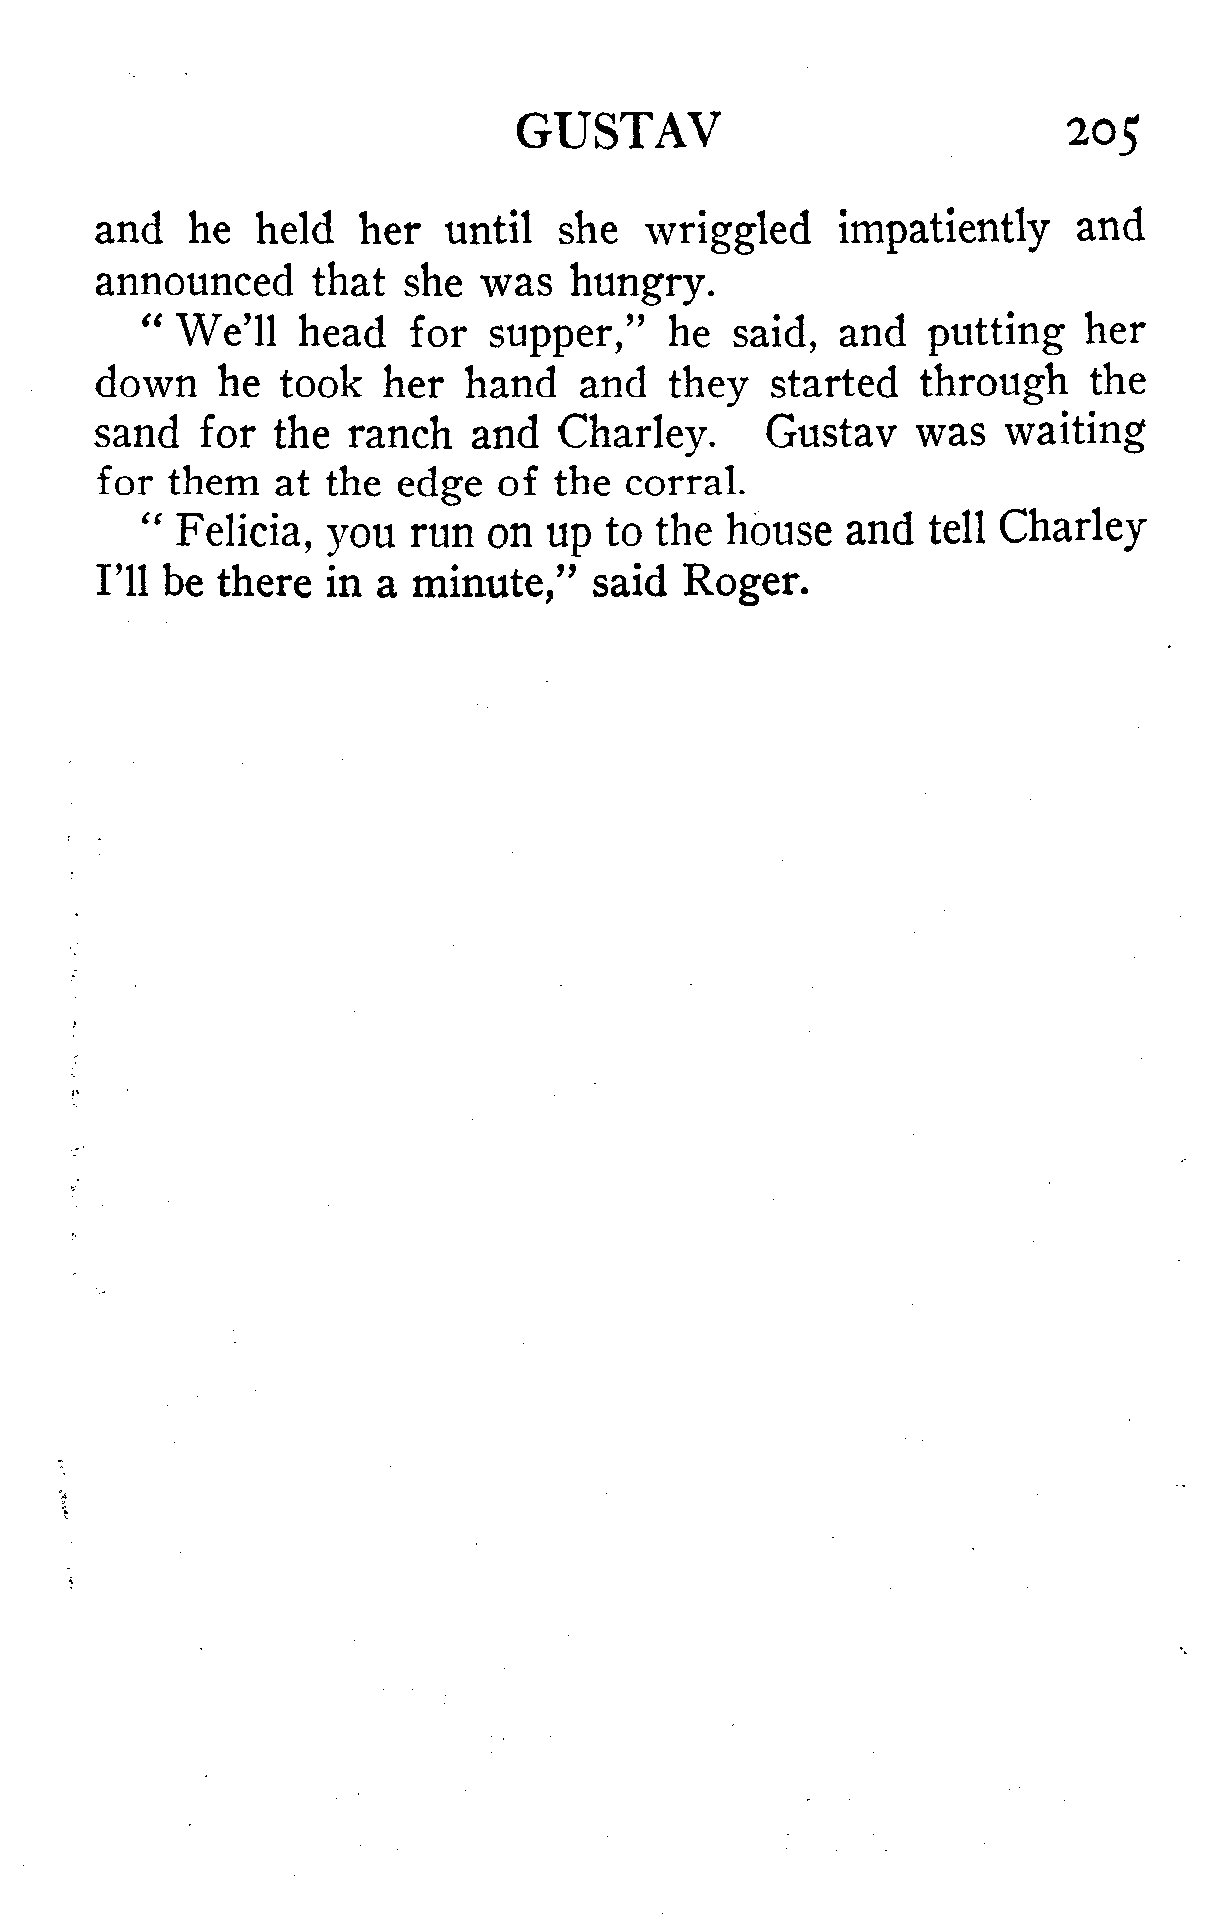 GUSTAV 205
and he held her until she wriggled impatiently and
announced that she was hungry.
“ We’ll head for supper,” he said, and putting her
down he took her hand and they started through the
sand for the ranch and Charley. Gustav was waiting
for them at the edge of the corral.
“ Felicia, you run on up to the house and tell Charley
I’ll be there in a minute,” said Roger.